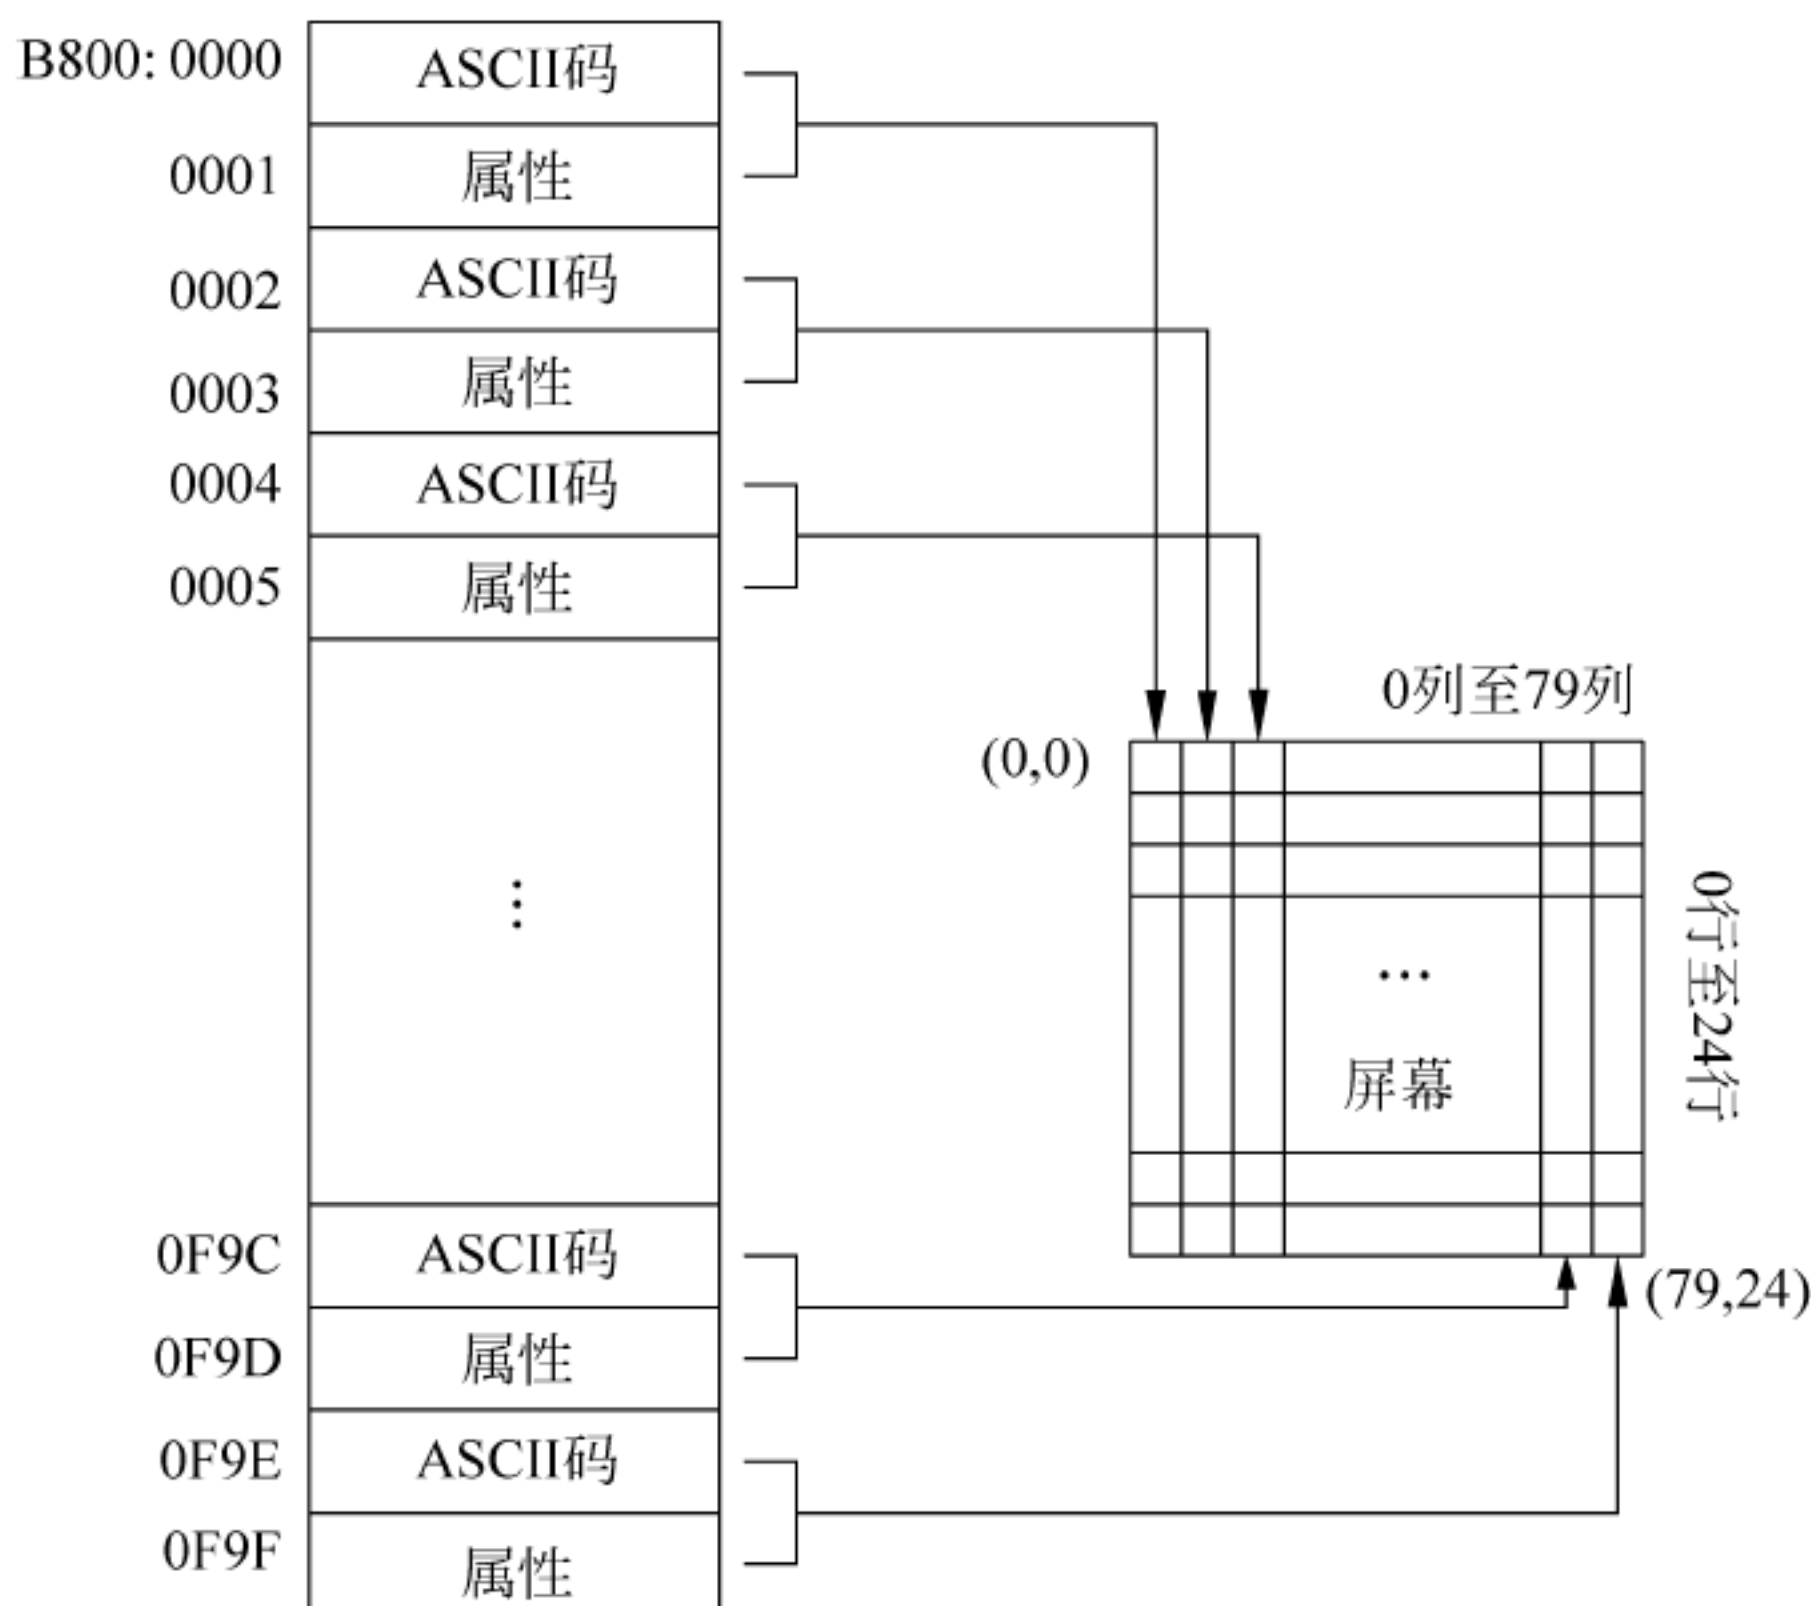 B800: 0000 ASCII码
0001 属性
0002 ASCII码
0003 属性
0004 ASCII码
0005 属性
⋮
0列至79列
(0,0)
0行至24行
…
屏幕
(79,24)
0F9C ASCII码
0F9D 属性
0F9E ASCII码
0F9F 属性